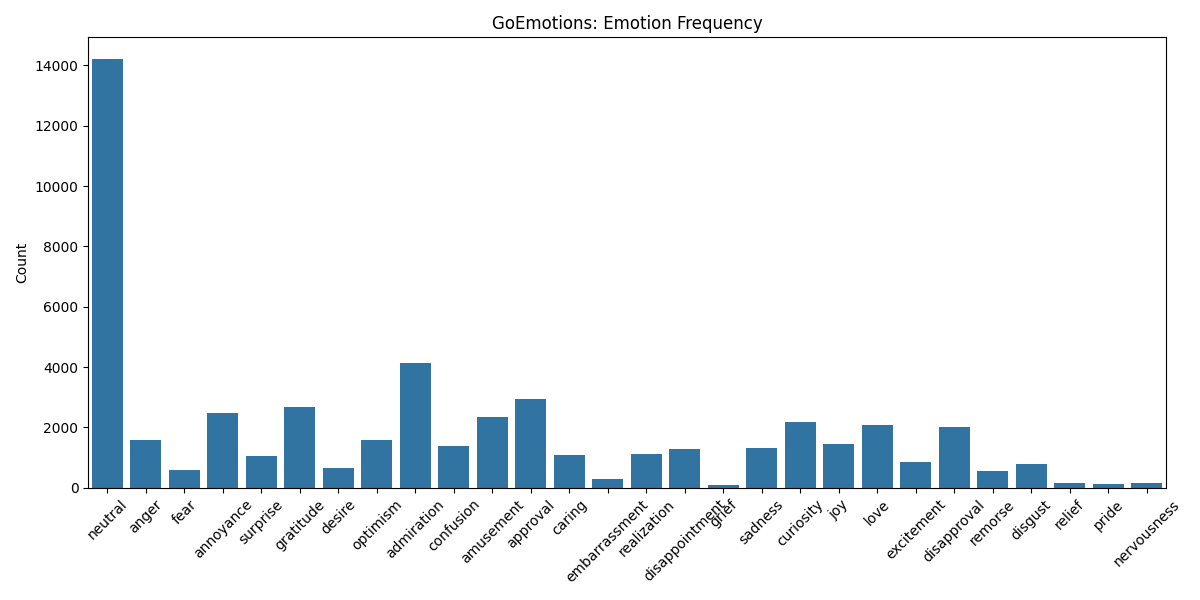 GoEmotions: Emotion Frequency
Count
14000
12000
10000
8000
6000
4000
2000
0
neutral
anger
fear
annoyance
surprise
gratitude
desire
optimism
admiration
confusion
amusement
approval
caring
embarrassment
realization
disappointment
grief
sadness
curiosity
joy
love
excitement
disapproval
remorse
disgust
relief
pride
nervousness